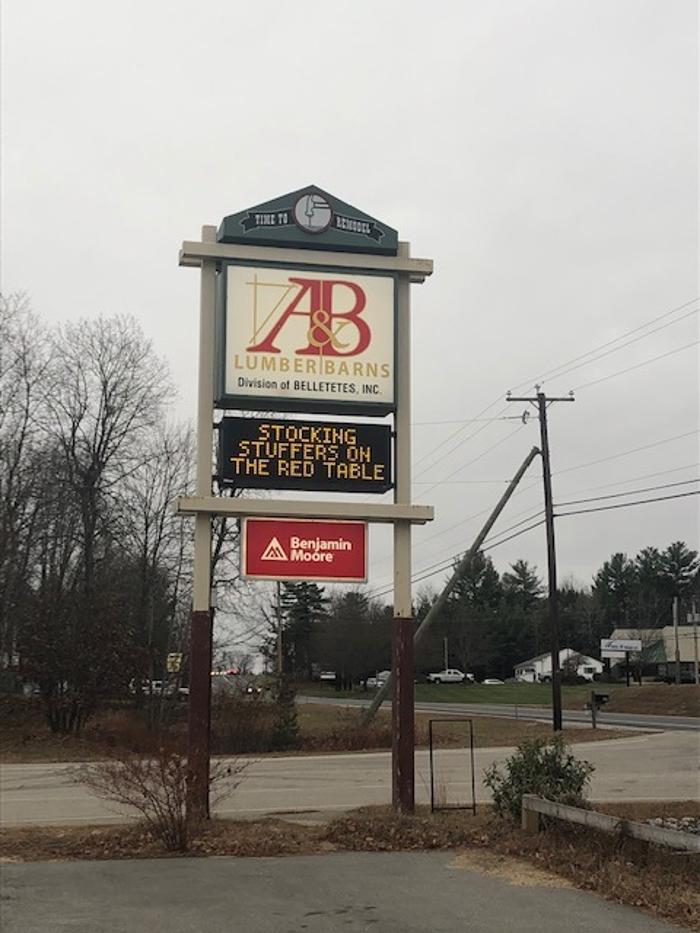 TIME TO REMODEL
A&B
LUMBER BARNS
Division of BELLETETES, INC.
STOCKING
STUFFERS ON
THE RED TABLE
Benjamin
Moore